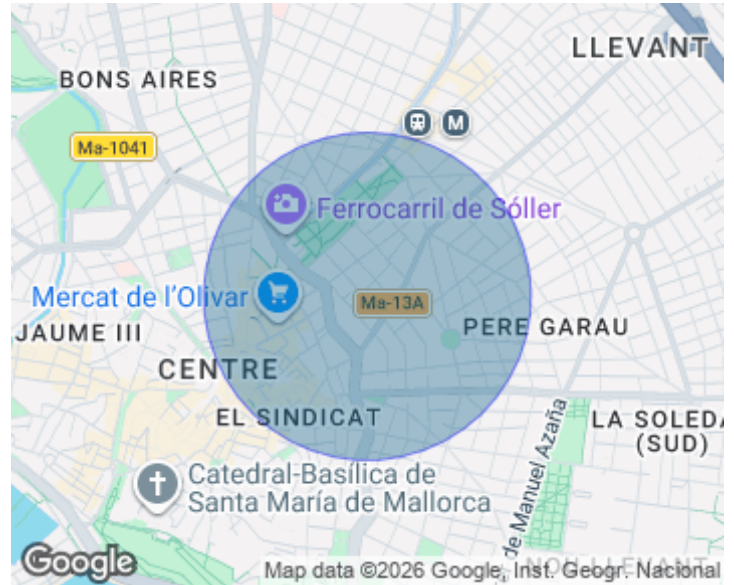 LLEVANT
BONS AIRES
Ma-1041
M
Ferrocarril de Sóller
Mercat de l'Olivar
Ma-13A
JAUME III
PERE GARAU
CENTRE
EL SINDICAT
LA SOLEDA
(SUD)
de Manuel Azaña
Catedral-Basílica de
Santa María de Mallorca
NOU LLEVANT
Google
Map data ©2026 Google, Inst. Geogr. Nacional